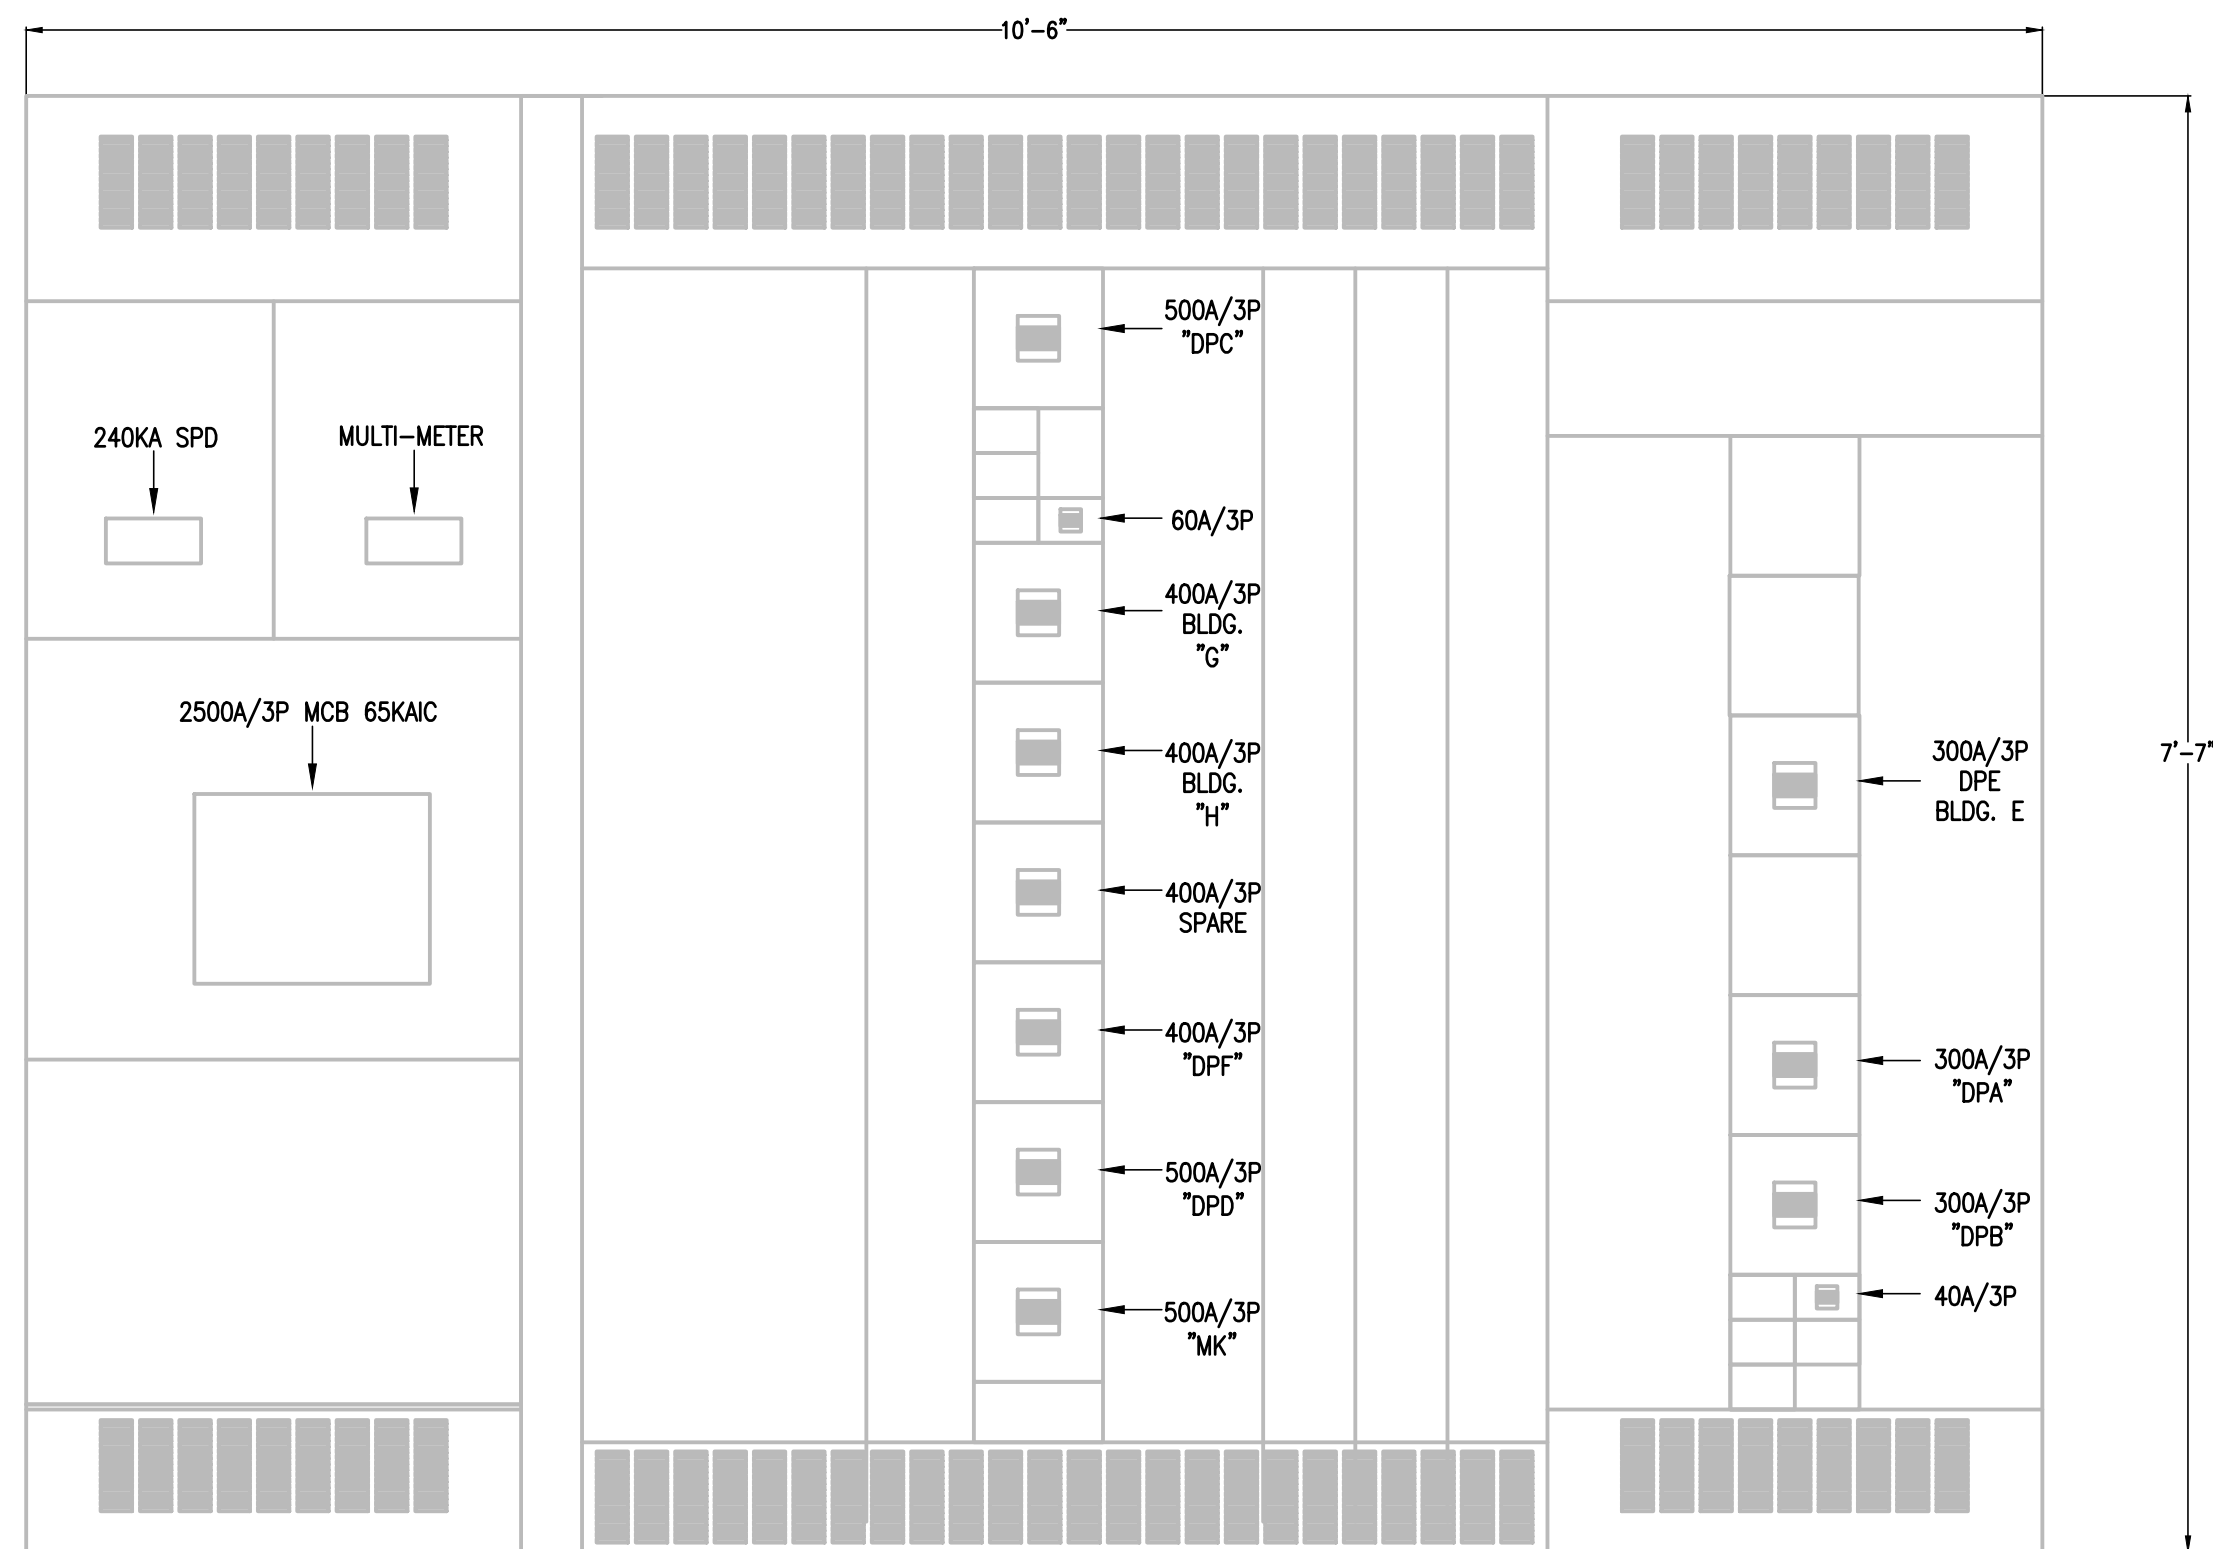 10'-6"
500A/3P
"DPC"
240KA SPD
MULTI-METER
60A/3P
400A/3P
BLDG.
"G"
2500A/3P MCB 65KAIC
400A/3P
BLDG.
"H"
300A/3P
DPE
BLDG. E
7'-7"
400A/3P
SPARE
400A/3P
"DPF"
300A/3P
"DPA"
500A/3P
"DPD"
300A/3P
"DPB"
40A/3P
500A/3P
"MK"